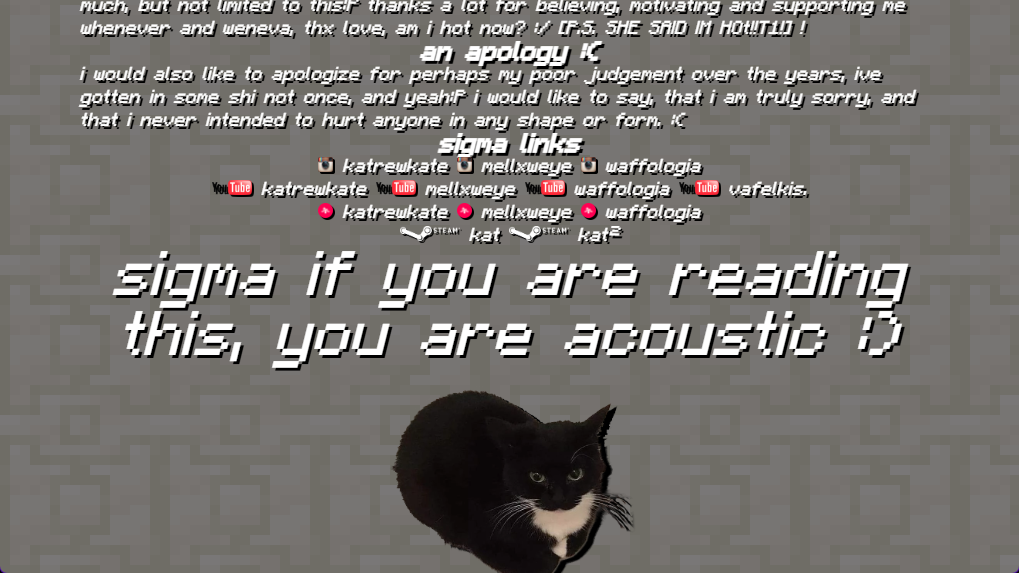 much, but not limited to this!:P thanks a lot for believing, motivating and supporting me
whenever and weneva, thx love, am i hot now? :/ [P.S. SHE SAID IM HOt!!T1!1] !
an apology :C
i would also like to apologize for perhaps my poor judgement over the years, ive
gotten in some shi not once, and yeah!:P i would like to say, that i am truly sorry, and
that i never intended to hurt anyone in any shape or form. :C
sigma links
katrewkate mellxweye waffologia
YouTube katrewkate YouTube mellxweye YouTube waffologia YouTube vafelkis.
katrewkate mellxweye waffologia
STEAM kat STEAM kat²
sigma if you are reading
this, you are acoustic :D